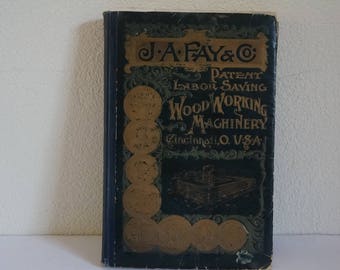 J. A. FAY & CO.
PATENT
LABOR SAVING
WOOD WORKING
MACHINERY
Cincinnati, O. U.S.A.